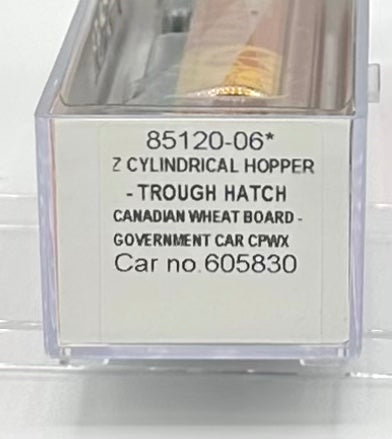 85120-06*
Z CYLINDRICAL HOPPER
- TROUGH HATCH
CANADIAN WHEAT BOARD -
GOVERNMENT CAR CPWX
Car no.605830